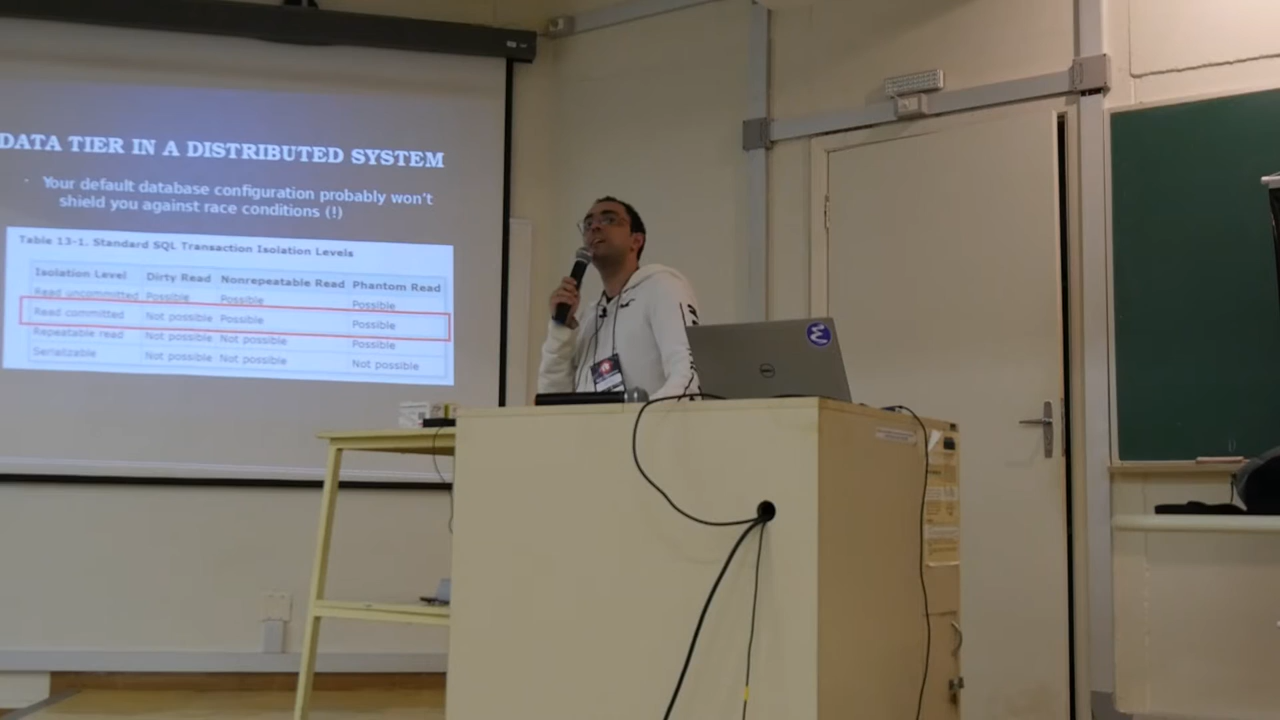 DATA TIER IN A DISTRIBUTED SYSTEM
Your default database configuration probably won't
shield you against race conditions (!)
Table 13-1. Standard SQL Transaction Isolation Levels
Isolation Level Dirty Read Nonrepeatable Read Phantom Read
Read uncommitted Possible Possible Possible
Read committed Not possible Possible Possible
Repeatable read Not possible Not possible Possible
Serializable Not possible Not possible Not possible
DELL